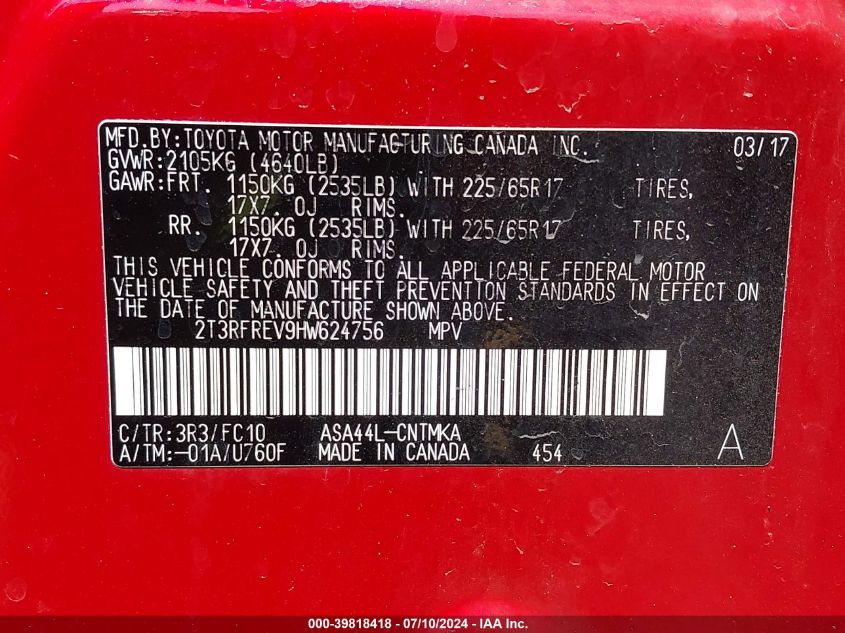 MFD.BY:TOYOTA MOTOR MANUFACTURING CANADA INC. 03/17
GVWR:2105KG (4640LB)
GAWR:FRT. 1150KG (2535LB) WITH 225/65R17 TIRES,
17X7. 0J RIMS.
RR. 1150KG (2535LB) WITH 225/65R17 TIRES,
17X7. 0J RIMS.
THIS VEHICLE CONFORMS TO ALL APPLICABLE FEDERAL MOTOR
VEHICLE SAFETY AND THEFT PREVENTION STANDARDS IN EFFECT ON
THE DATE OF MANUFACTURE SHOWN ABOVE.
2T3RFREV9HW624756 MPV
C/TR:3R3/FC10 ASA44L-CNTMKA A
A/TM:-01A/U760F MADE IN CANADA 454
000-39818418 - 07/10/2024 - IAA Inc.